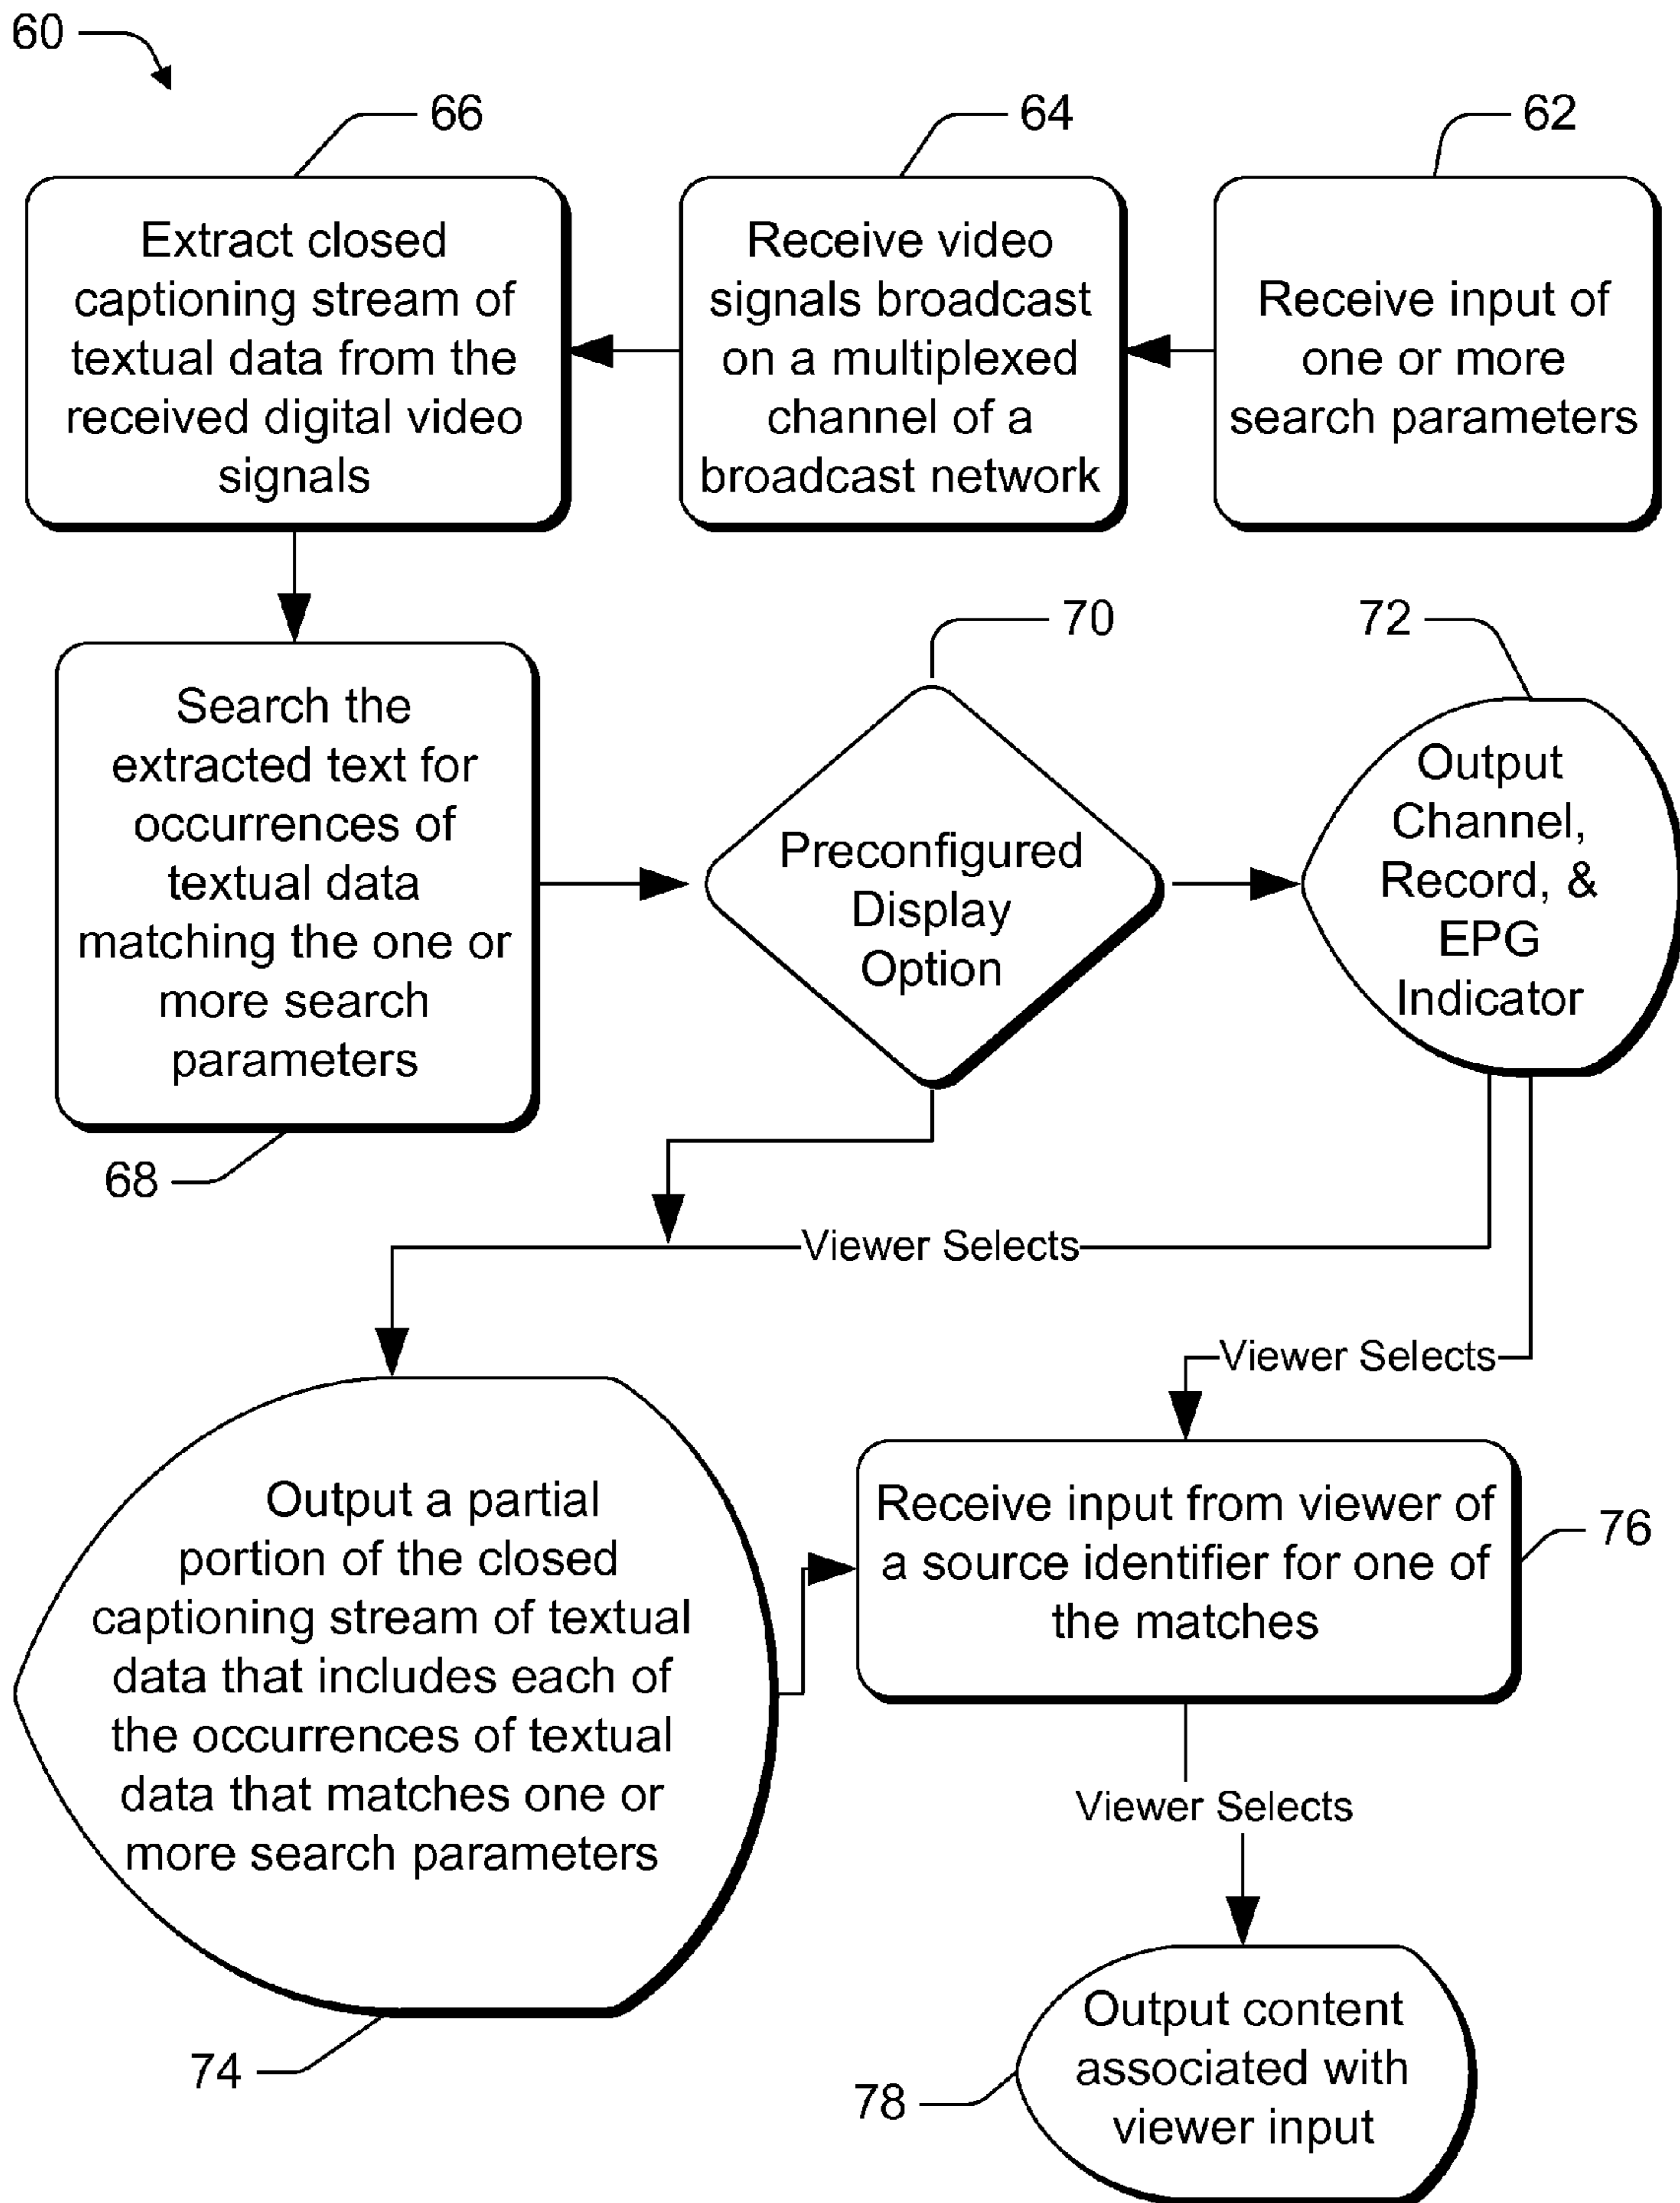 60
66
64
62
Extract closed
captioning stream of
textual data from the
received digital video
signals
Receive video
signals broadcast
on a multiplexed
channel of a
broadcast network
Receive input of
one or more
search parameters
70
72
Search the
extracted text for
occurrences of
textual data
matching the one or
more search
parameters
68
Preconfigured
Display
Option
Output
Channel,
Record, &
EPG
Indicator
Viewer Selects
Viewer Selects
Output a partial
portion of the closed
captioning stream of textual
data that includes each of
the occurrences of textual
data that matches one or
more search parameters
74
Receive input from viewer of
a source identifier for one of
the matches
76
Viewer Selects
Output content
associated with
viewer input
78